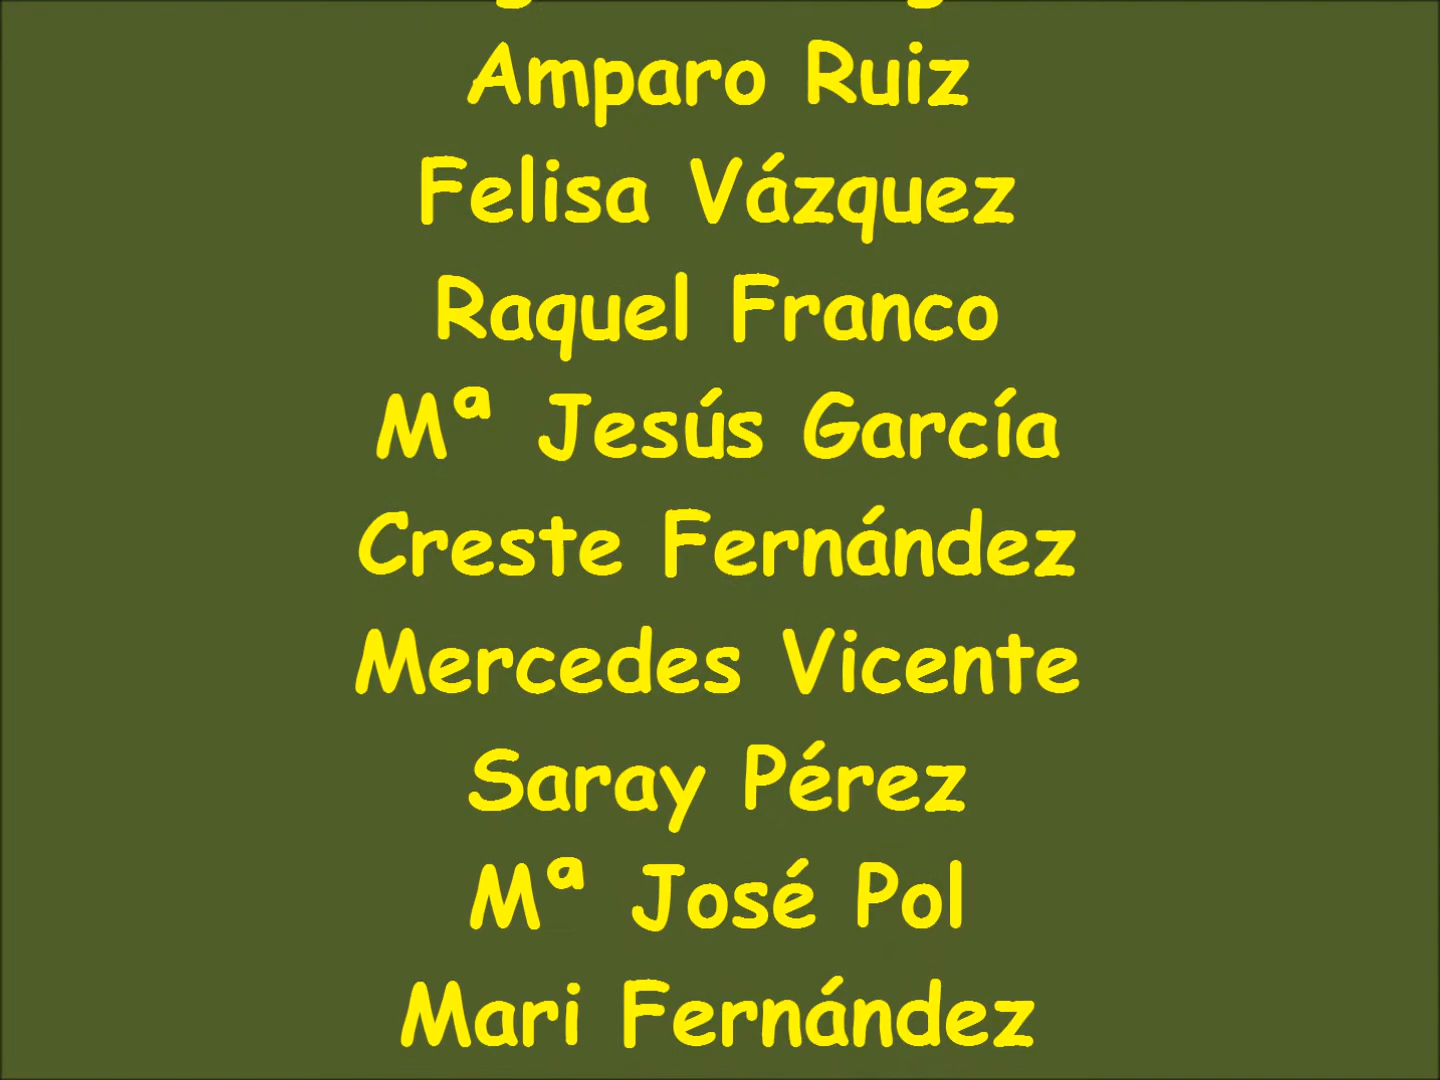 Amparo Ruiz
Felisa Vázquez
Raquel Franco
Mª Jesús García
Creste Fernández
Mercedes Vicente
Saray Pérez
Mª José Pol
Mari Fernández